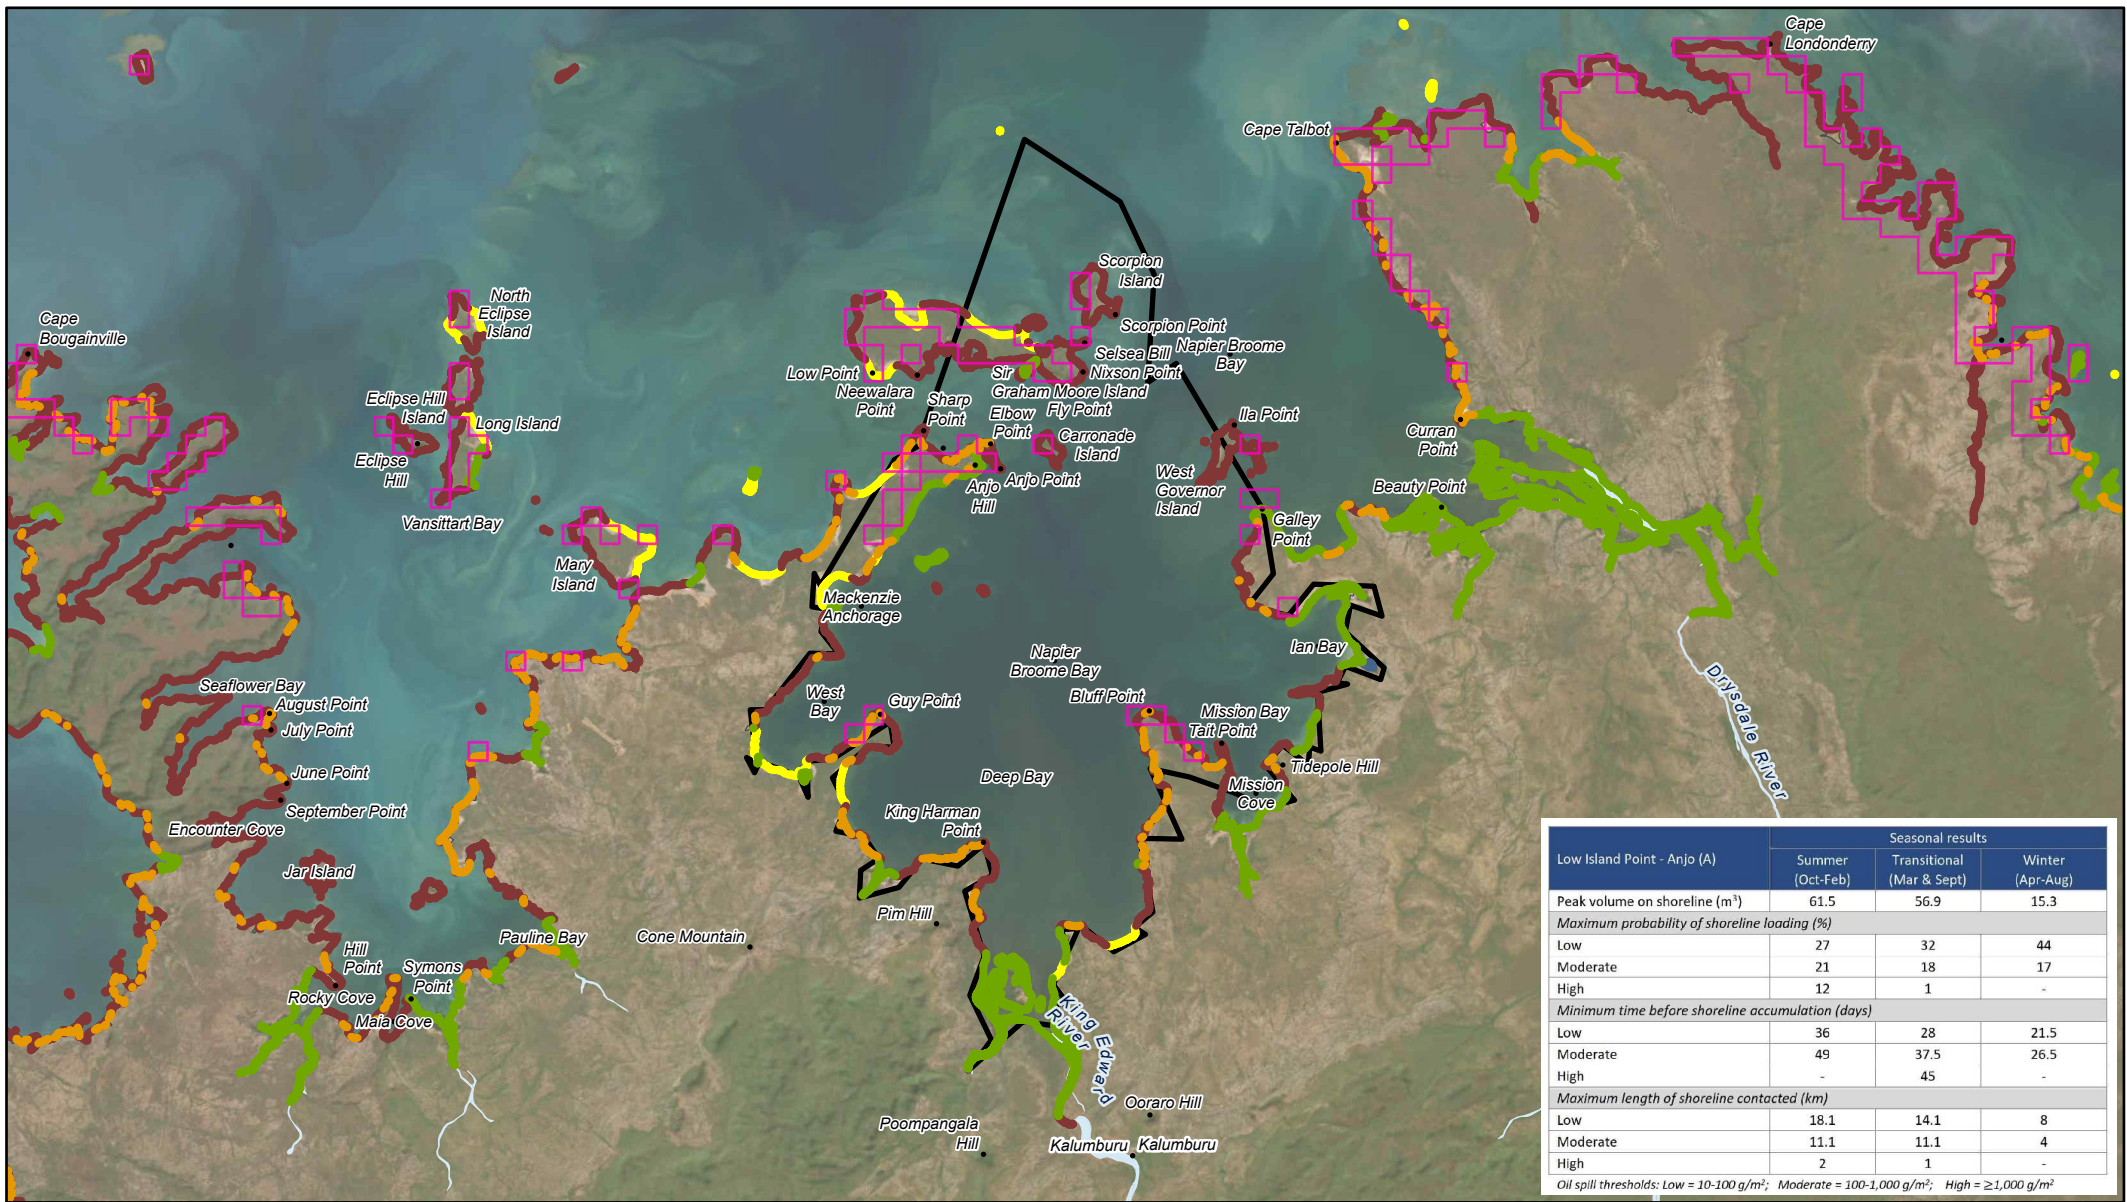 Cape
Londonderry
Cape Talbot
Scorpion
Island
North
Eclipse
Island
Cape
Bougainville
Scorpion Point
Selsea Bill
Napier Broome
Bay
Low Point
Sir
Graham Moore Island
Nixson Point
Neewalara
Point
Sharp
Point
Elbow
Point
Fly Point
Eclipse Hill
Island
Long Island
Ila Point
Curran
Point
Carronade
Island
Eclipse
Hill
West
Governor
Island
Anjo Point
Anjo
Hill
Beauty Point
Vansittart Bay
Galley
Point
Mary
Island
Mackenzie
Anchorage
Ian Bay
Napier
Broome Bay
Seaflower Bay
August Point
July Point
West
Bay
Guy Point
Bluff Point
Mission Bay
Tait Point
Drysdale River
June Point
Deep Bay
Tidepole Hill
Mission
Cove
September Point
King Harman
Point
Encounter Cove
Jar Island
Pim Hill
Cone Mountain
Pauline Bay
Hill
Point
Symons
Point
Rocky Cove
Maia Cove
King Edward
River
Ooraro Hill
Poompangala
Hill
Kalumburu
Kalumburu
Low Island Point - Anjo (A)
Seasonal results
Summer
(Oct-Feb)
Transitional
(Mar & Sept)
Winter
(Apr-Aug)
Peak volume on shoreline (m³) 61.5 56.9 15.3
Maximum probability of shoreline loading (%)
Low 27 32 44
Moderate 21 18 17
High 12 1 -
Minimum time before shoreline accumulation (days)
Low 36 28 21.5
Moderate 49 37.5 26.5
High - 45 -
Maximum length of shoreline contacted (km)
Low 18.1 14.1 8
Moderate 11.1 11.1 4
High 2 1 -
Oil spill thresholds: Low = 10-100 g/m²; Moderate = 100-1,000 g/m²; High = ≥1,000 g/m²